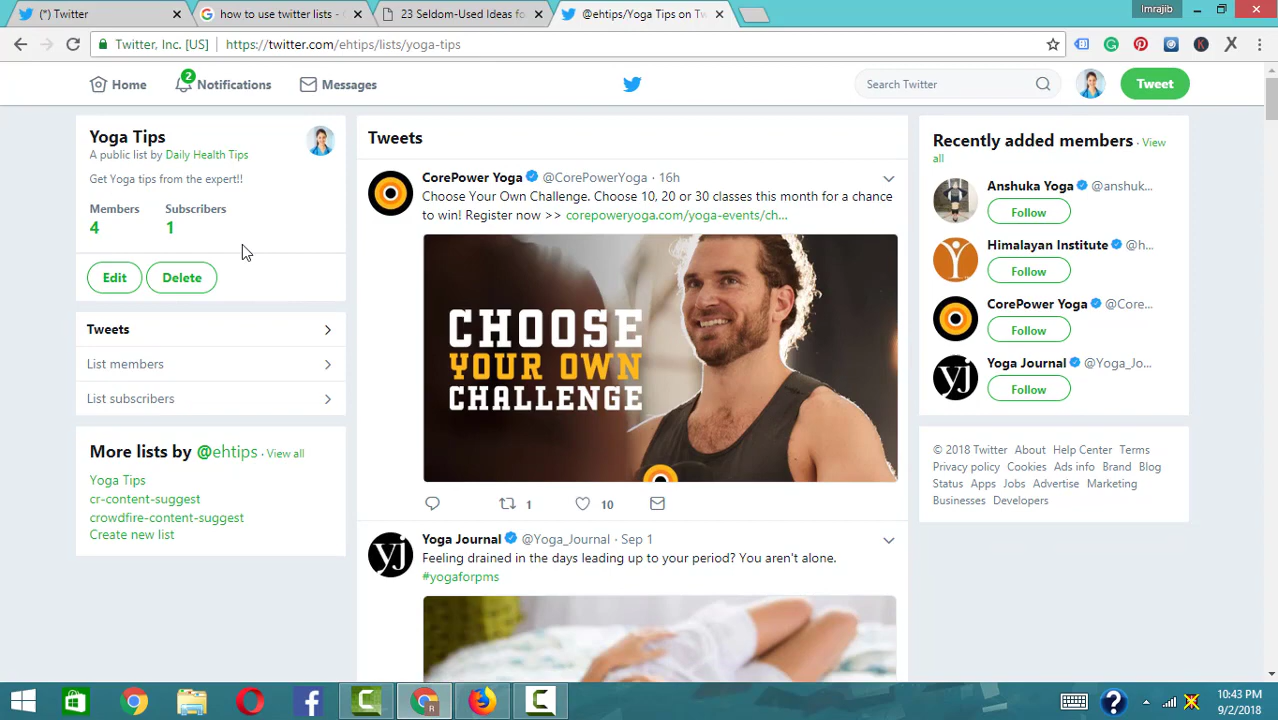 (*) Twitter
how to use twitter lists -
23 Seldom-Used Ideas fo
@ehtips/Yoga Tips on Tw
Imrajib
Twitter, Inc. [US]
https://twitter.com/ehtips/lists/yoga-tips
Home
2
Notifications
Messages
Search Twitter
Tweet
Yoga Tips
A public list by Daily Health Tips
Get Yoga tips from the expert!!
Members
Subscribers
4
1
Edit
Delete
Tweets
List members
List subscribers
More lists by @ehtips · View all
Yoga Tips
cr-content-suggest
crowdfire-content-suggest
Create new list
Tweets
CorePower Yoga @CorePowerYoga · 16h
Choose Your Own Challenge. Choose 10, 20 or 30 classes this month for a chance
to win! Register now >> corepoweryoga.com/yoga-events/ch...
CHOOSE
YOUR OWN
CHALLENGE
1
10
yj
Yoga Journal @Yoga_Journal · Sep 1
Feeling drained in the days leading up to your period? You aren't alone.
#yogaforpms
Recently added members · View
all
Anshuka Yoga @anshuk...
Follow
Himalayan Institute @h...
Follow
CorePower Yoga @Core...
Follow
yj
Yoga Journal @Yoga_Jo...
Follow
© 2018 Twitter About Help Center Terms
Privacy policy Cookies Ads info Brand Blog
Status Apps Jobs Advertise Marketing
Businesses Developers
10:43 PM
9/2/2018